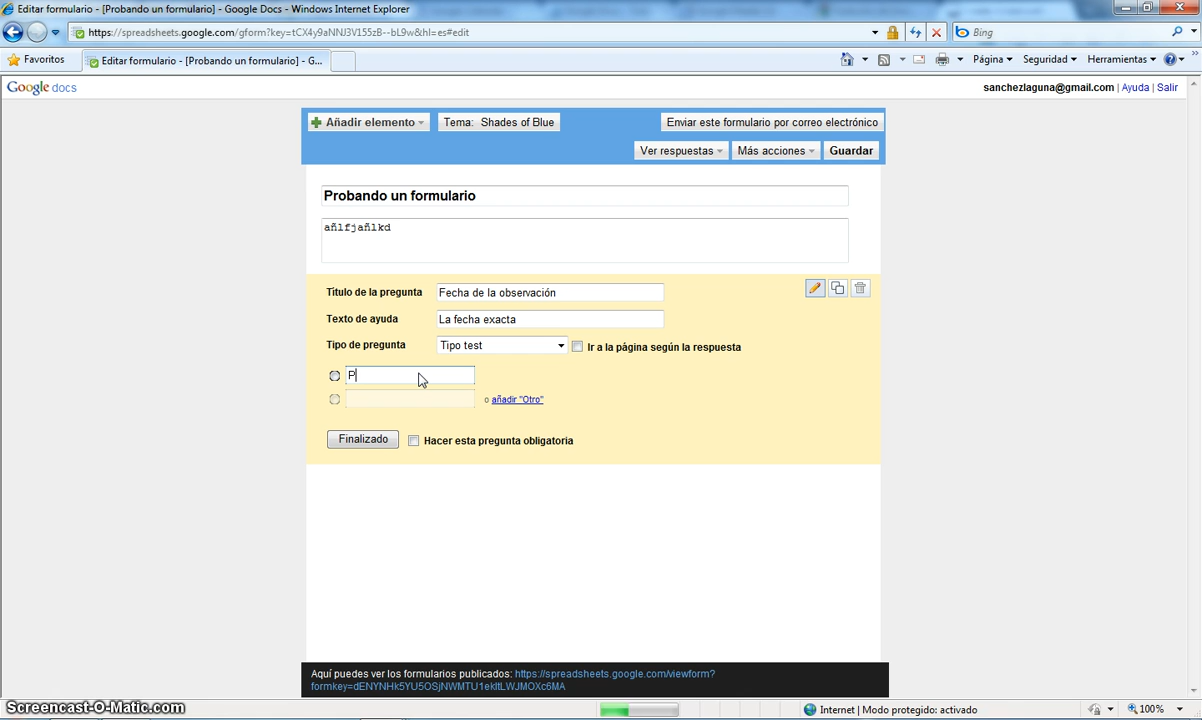 Editar formulario - [Probando un formulario] - Google Docs - Windows Internet Explorer
https://spreadsheets.google.com/gform?key=tCX4y9aNNJ3V155zB--bL9w&hl=es#edit
Bing
Favoritos
Editar formulario - [Probando un formulario] - G...
Página
Seguridad
Herramientas
Google docs
sanchezlaguna@gmail.com | Ayuda | Salir
Añadir elemento
Tema: Shades of Blue
Enviar este formulario por correo electrónico
Ver respuestas
Más acciones
Guardar
Probando un formulario
añlfjañlkd
Título de la pregunta
Fecha de la observación
Texto de ayuda
La fecha exacta
Tipo de pregunta
Tipo test
Ir a la página según la respuesta
P
o añadir "Otro"
Finalizado
Hacer esta pregunta obligatoria
Aquí puedes ver los formularios publicados: https://spreadsheets.google.com/viewform?
formkey=dENYNHk5YU5OSjNWMTU1ekItLWJMOXc6MA
Screencast-O-Matic.com
Internet | Modo protegido: activado
100%